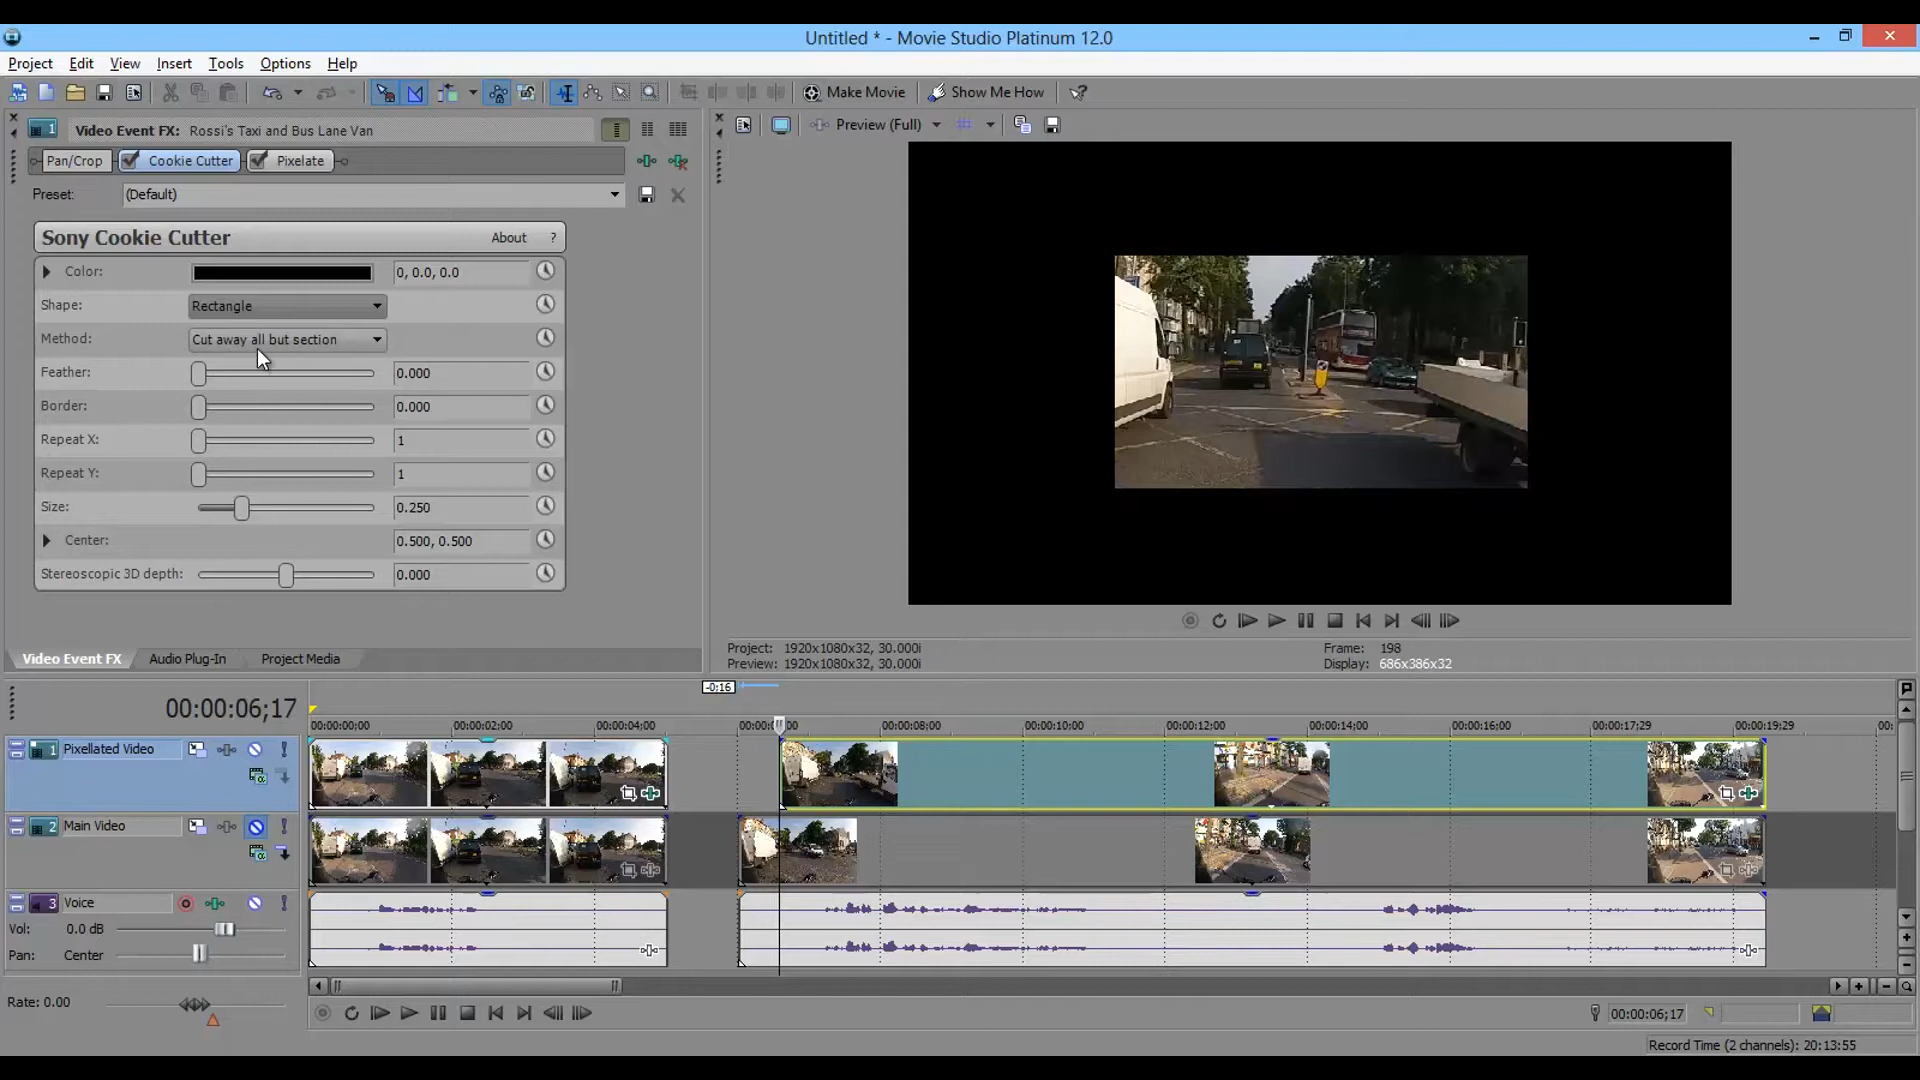 Untitled * - Movie Studio Platinum 12.0
Project Edit View Insert Tools Options Help
Make Movie Show Me How
1 Video Event FX: Rossi's Taxi and Bus Lane Van
Preview (Full)
Pan/Crop Cookie Cutter Pixelate
Preset: (Default)
Sony Cookie Cutter About ?
Color: 0, 0.0, 0.0
Shape: Rectangle
Method: Cut away all but section
Feather: 0.000
Border: 0.000
Repeat X: 1
Repeat Y: 1
Size: 0.250
Center: 0.500, 0.500
Stereoscopic 3D depth: 0.000
Video Event FX Audio Plug-In Project Media
Project: 1920x1080x32, 30.000i
Preview: 1920x1080x32, 30.000i
Frame: 198
Display: 686x386x32
-0:16
00:00:06;17
00:00:00;00 00:00:02;00 00:00:04;00 00:00:08;00 00:00:10;00 00:00:12;00 00:00:14;00 00:00:16;00 00:00:17;29 00:00:19;29 00:
1 Pixellated Video
2 Main Video
3 Voice
Vol: 0.0 dB
Pan: Center
Rate: 0.00
00:00:06;17
Record Time (2 channels): 20:13:55